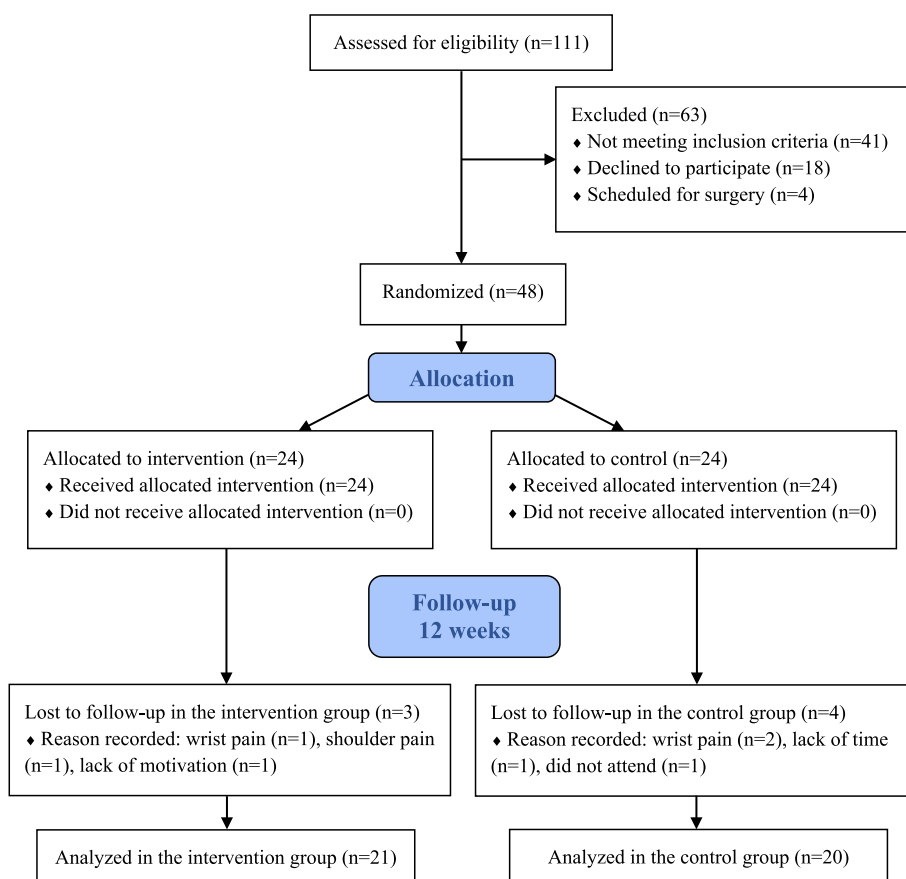 Assessed for eligibility (n=111)
Excluded (n=63)
♦ Not meeting inclusion criteria (n=41)
♦ Declined to participate (n=18)
♦ Scheduled for surgery (n=4)
Randomized (n=48)
Allocation
Allocated to intervention (n=24)
♦ Received allocated intervention (n=24)
♦ Did not receive allocated intervention (n=0)
Allocated to control (n=24)
♦ Received allocated intervention (n=24)
♦ Did not receive allocated intervention (n=0)
Follow-up
12 weeks
Lost to follow-up in the intervention group (n=3)
♦ Reason recorded: wrist pain (n=1), shoulder pain
(n=1), lack of motivation (n=1)
Lost to follow-up in the control group (n=4)
♦ Reason recorded: wrist pain (n=2), lack of time
(n=1), did not attend (n=1)
Analyzed in the intervention group (n=21)
Analyzed in the control group (n=20)